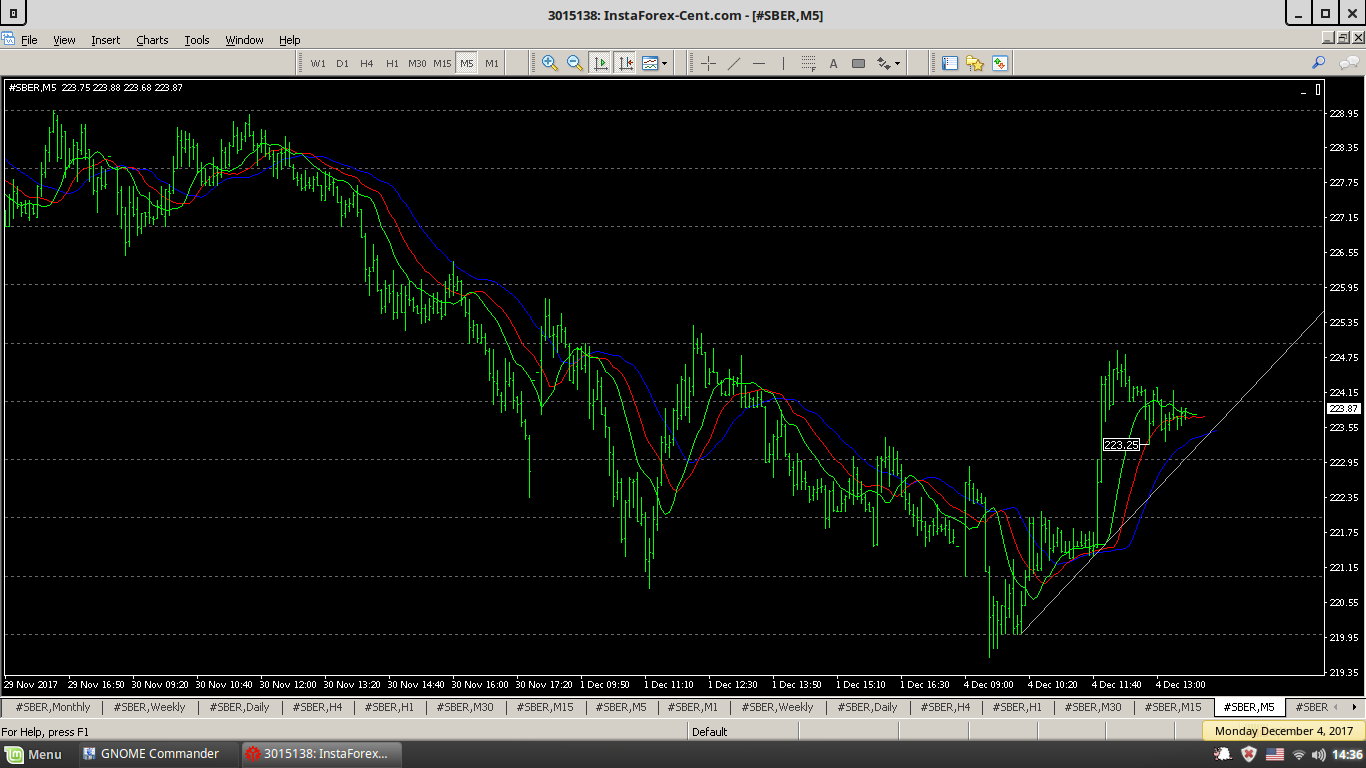 3015138: InstaForex-Cent.com - [#SBER,M5]
File View Insert Charts Tools Window Help
W1 D1 H4 H1 M30 M15 M5 M1
A
#SBER,M5 223.75 223.88 223.68 223.87
228.95
228.35
227.75
227.15
226.55
225.95
225.35
224.75
224.15
223.87
223.55
223.25
222.95
222.35
221.75
221.15
220.55
219.95
219.35
29 Nov 2017 29 Nov 16:50 30 Nov 09:20 30 Nov 10:40 30 Nov 12:00 30 Nov 13:20 30 Nov 14:40 30 Nov 16:00 30 Nov 17:20 1 Dec 09:50 1 Dec 11:10 1 Dec 12:30 1 Dec 13:50 1 Dec 15:10 1 Dec 16:30 4 Dec 09:00 4 Dec 10:20 4 Dec 11:40 4 Dec 13:00
#SBER,Monthly #SBER,Weekly #SBER,Daily #SBER,H4 #SBER,H1 #SBER,M30 #SBER,M15 #SBER,M5 #SBER,M1 #SBER,Weekly #SBER,Daily #SBER,H4 #SBER,H1 #SBER,M30 #SBER,M15 #SBER,M5 #SBER
For Help, press F1 Default
Monday December 4, 2017
Menu GNOME Commander 3015138: InstaForex... 14:36